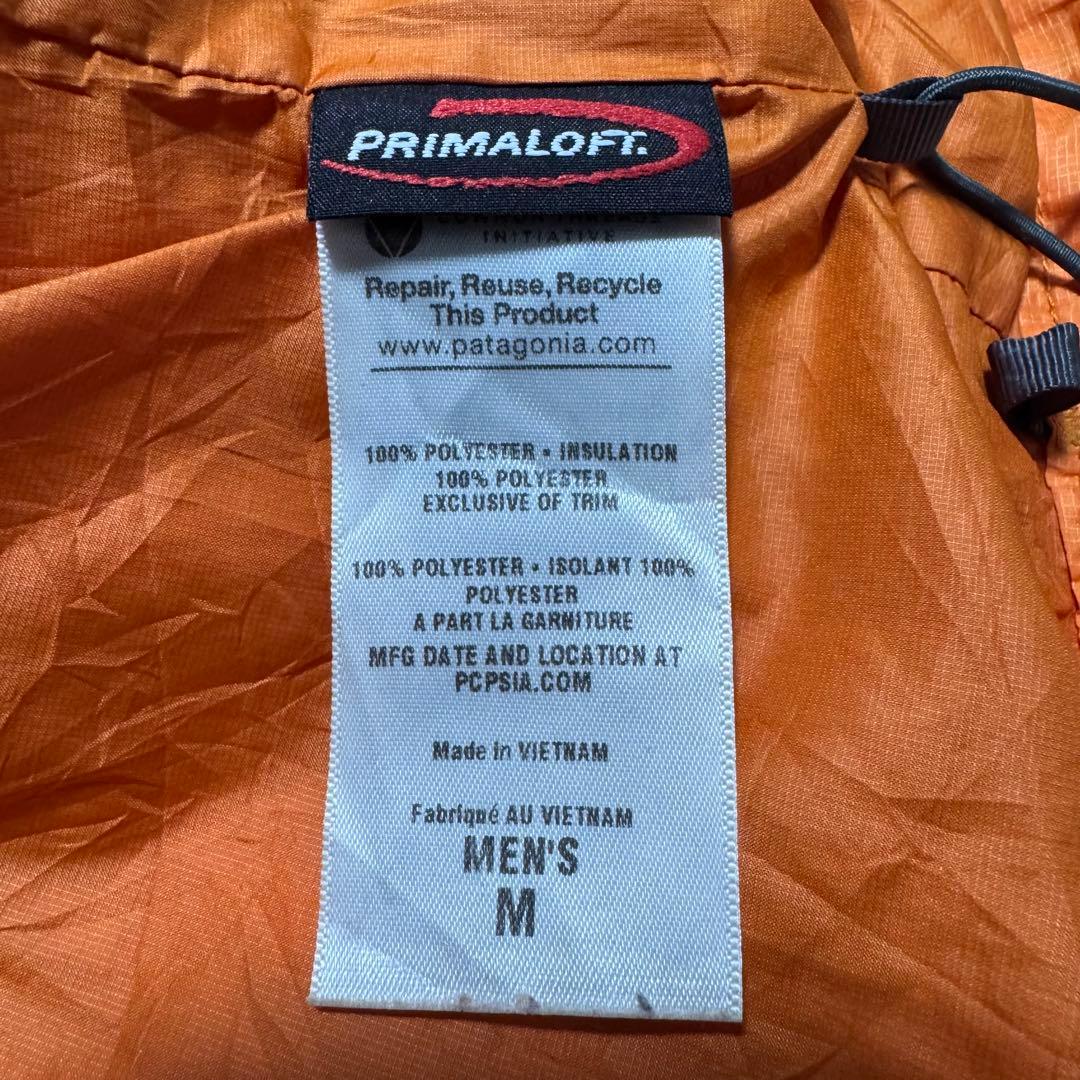 PRIMALOFT.
INITIATIVE
Repair, Reuse, Recycle
This Product
www.patagonia.com
100% POLYESTER • INSULATION
100% POLYESTER
EXCLUSIVE OF TRIM
100% POLYESTER • ISOLANT 100%
POLYESTER
A PART LA GARNITURE
MFG DATE AND LOCATION AT
PCPSIA.COM
Made in VIETNAM
Fabriqué AU VIETNAM
MEN'S
M